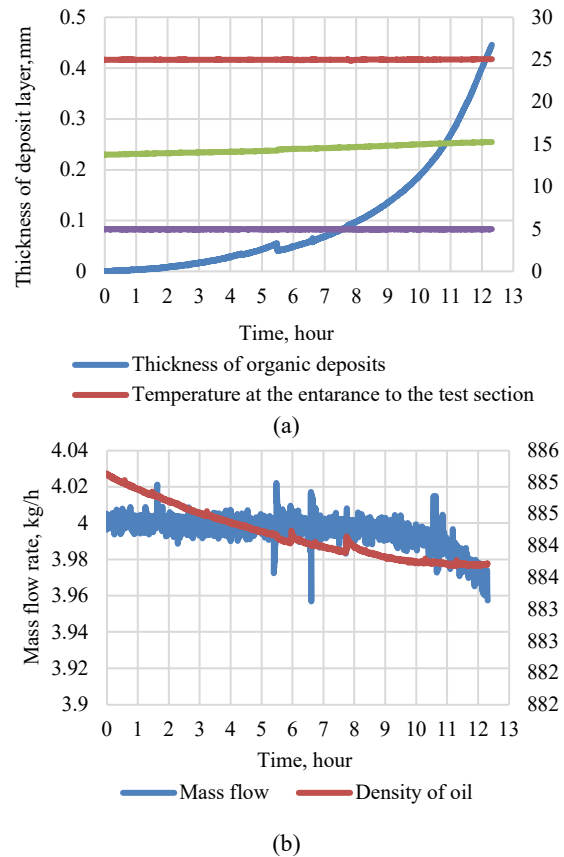 0.5
0.4
0.3
0.2
0.1
0
30
25
20
15
10
5
0
Thickness of deposit layer,mm
0 1 2 3 4 5 6 7 8 9 10 11 12 13
Time, hour
Thickness of organic deposits
Temperature at the entarance to the test section
(a)
4.04
4.02
4
3.98
3.96
3.94
3.92
3.9
886
885
885
884
884
883
883
882
882
Mass flow rate, kg/h
0 1 2 3 4 5 6 7 8 9 10 11 12 13
Time, hour
Mass flow
Density of oil
(b)